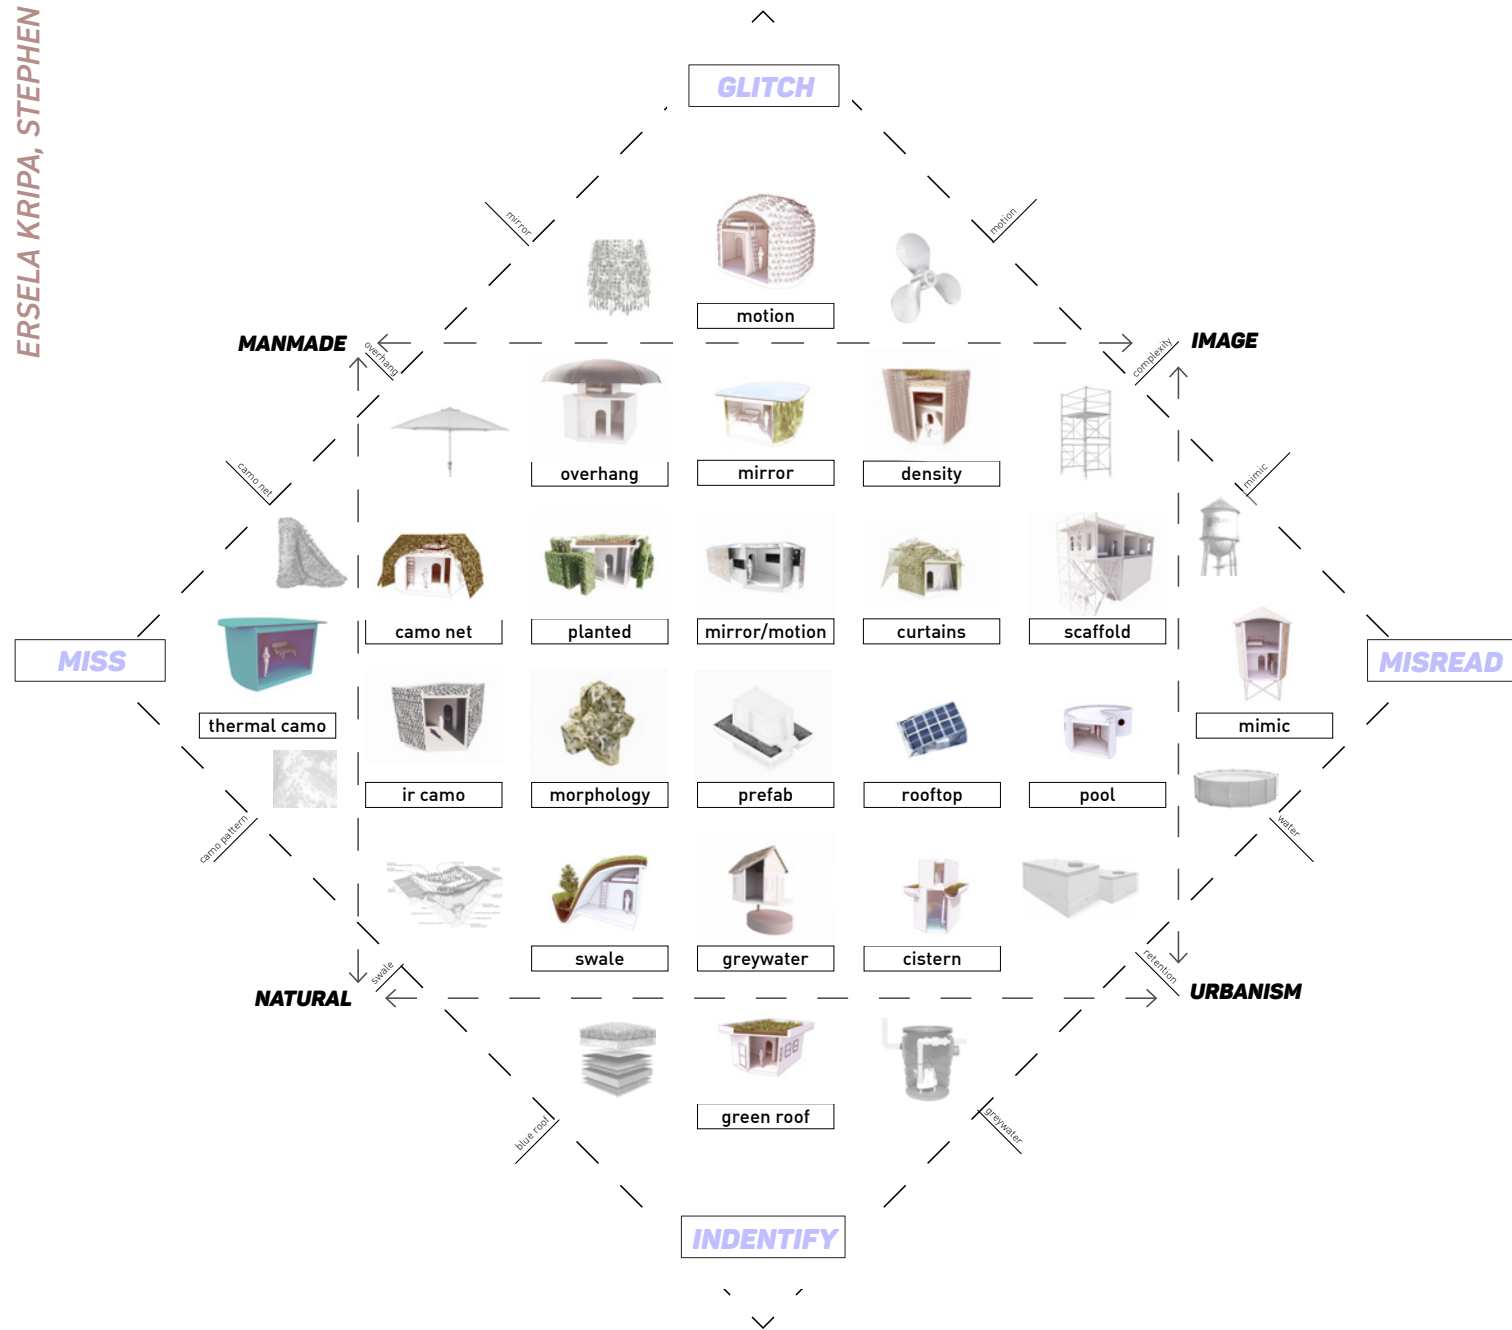 ERSELA KRIPA, STEPHEN
GLITCH
mirror
motion
motion
MANMADE
IMAGE
overhang
complexity
overhang
mirror
density
camo net
mimic
camo net
planted
mirror/motion
curtains
scaffold
MISS
MISREAD
thermal camo
mimic
ir camo
morphology
prefab
rooftop
pool
camo pattern
water
swale
greywater
cistern
swale
retention
NATURAL
URBANISM
green roof
blue roof
greywater
INDENTIFY